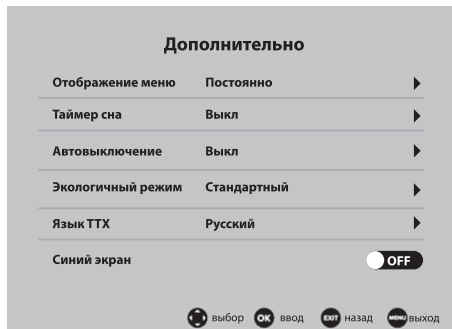 Дополнительно
Отображение меню Постоянно
Таймер сна Выкл
Автовыключение Выкл
Экологичный режим Стандартный
Язык ТТХ Русский
Синий экран OFF
выбор OK ввод EXIT назад MENU выход